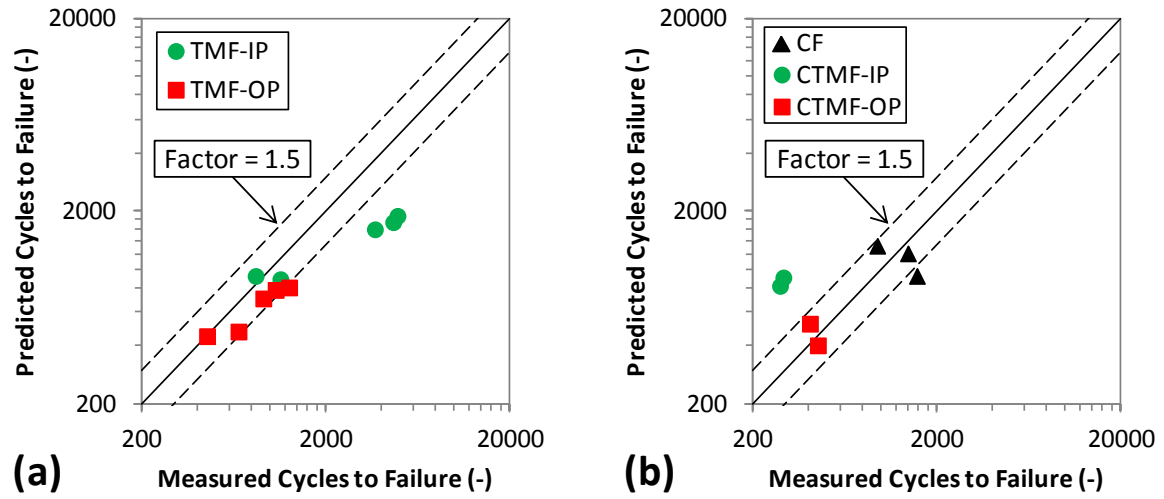 20000
TMF-IP
TMF-OP
Factor = 1.5
2000
200
Predicted Cycles to Failure (-)
200
2000
20000
Measured Cycles to Failure (-)
(a)
20000
CF
CTMF-IP
CTMF-OP
Factor = 1.5
2000
200
Predicted Cycles to Failure (-)
200
2000
20000
Measured Cycles to Failure (-)
(b)